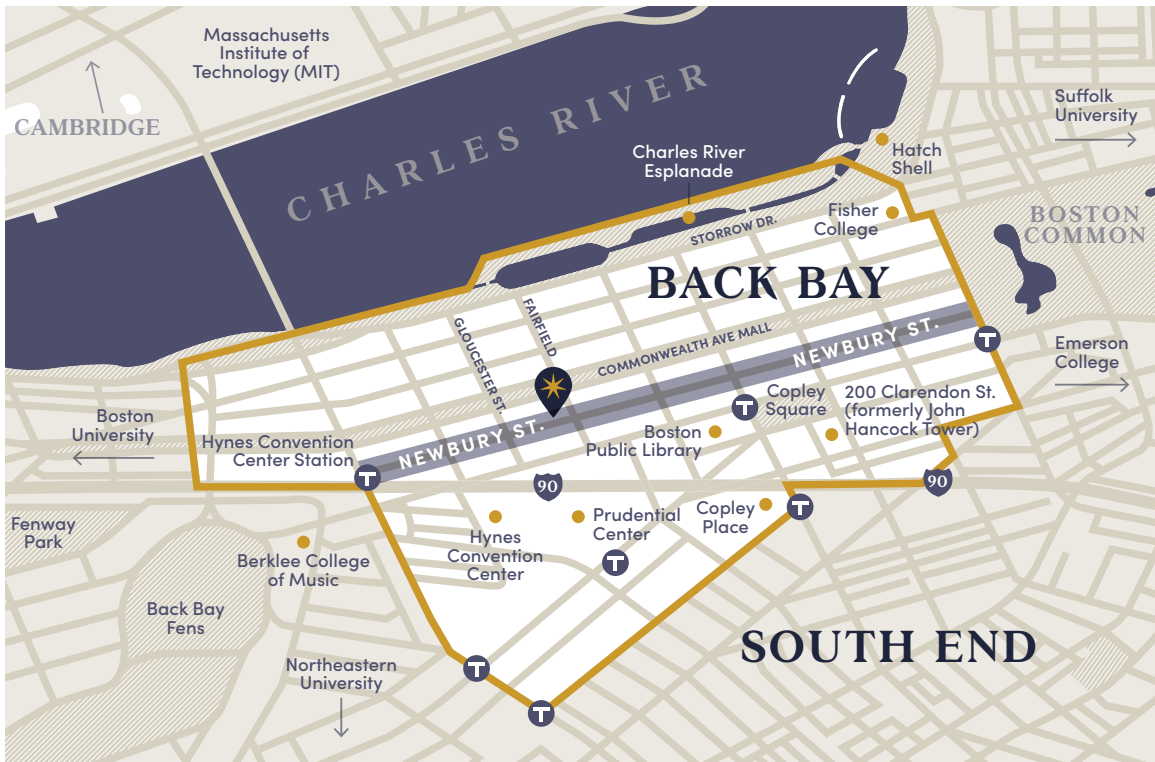 Massachusetts
Institute of
Technology (MIT)
CAMBRIDGE
CHARLES RIVER
Suffolk
University
Charles River
Esplanade
Hatch
Shell
Fisher
College
STORROW DR.
BOSTON
COMMON
BACK BAY
FAIRFIELD
GLOUCESTER ST.
COMMONWEALTH AVE MALL
NEWBURY ST.
Emerson
College
Copley
Square
200 Clarendon St.
(formerly John
Hancock Tower)
Boston
University
Hynes Convention
Center Station
NEWBURY ST.
Boston
Public Library
T
T
T
90
90
T
Fenway
Park
Hynes
Convention
Center
Prudential
Center
Copley
Place
T
Berklee College
of Music
Back Bay
Fens
SOUTH END
Northeastern
University
T
T